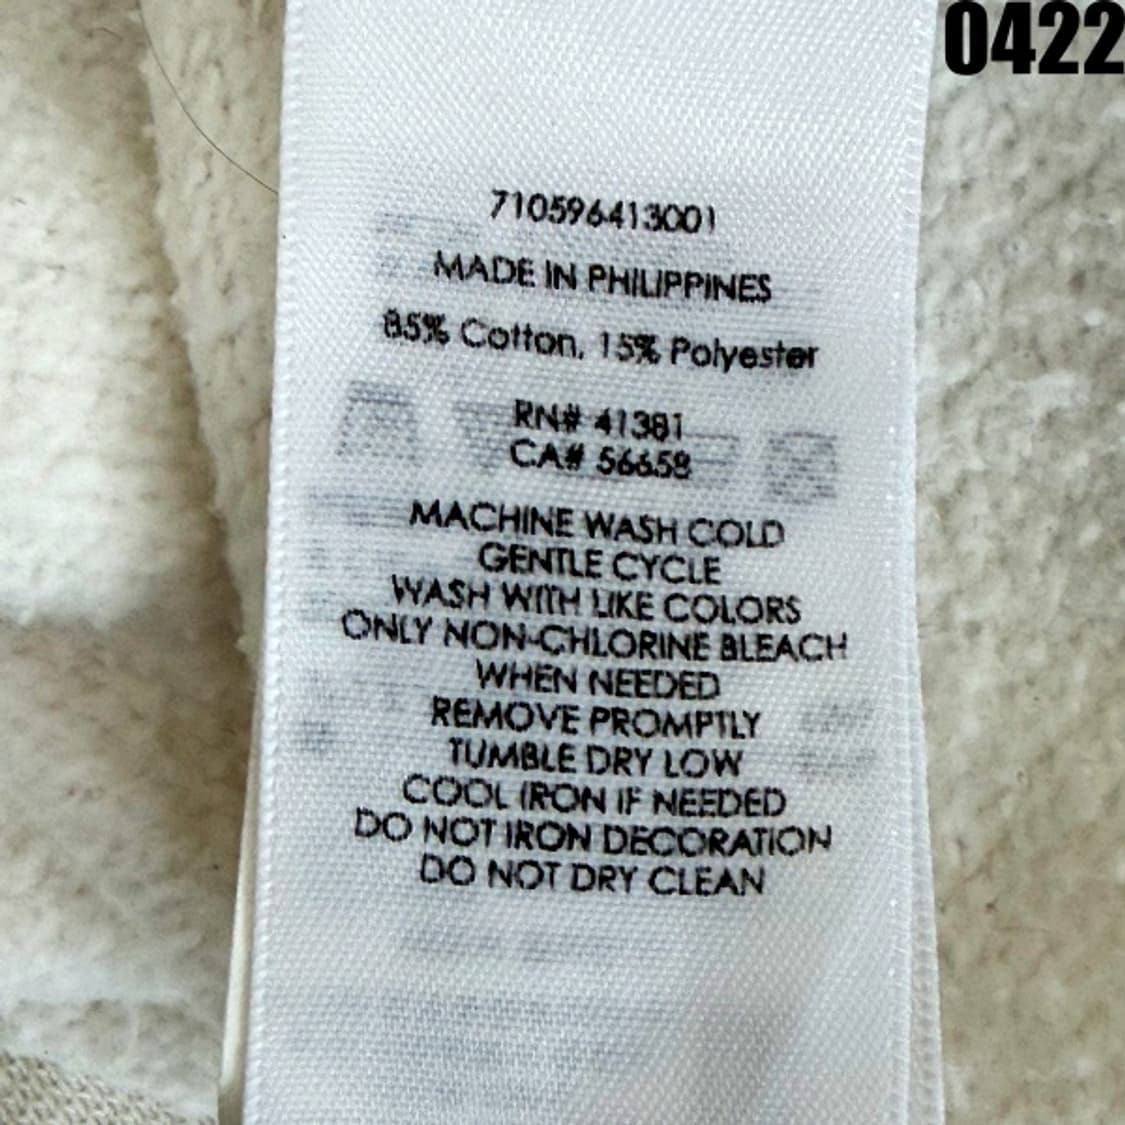 0422
710596413001
MADE IN PHILIPPINES
85% Cotton, 15% Polyester
RN# 41381
CA# 56658
MACHINE WASH COLD
GENTLE CYCLE
WASH WITH LIKE COLORS
ONLY NON-CHLORINE BLEACH
WHEN NEEDED
REMOVE PROMPTLY
TUMBLE DRY LOW
COOL IRON IF NEEDED
DO NOT IRON DECORATION
DO NOT DRY CLEAN